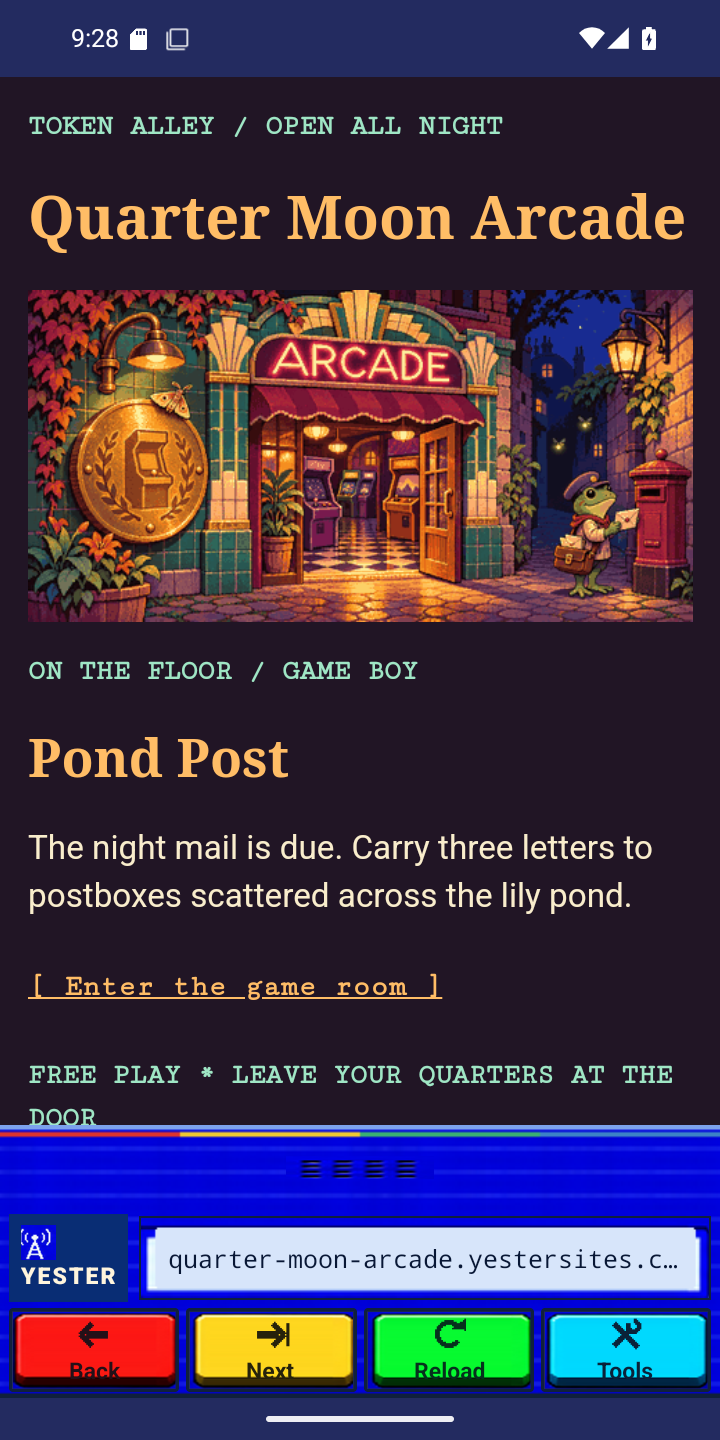 9:28
TOKEN ALLEY / OPEN ALL NIGHT
Quarter Moon Arcade
ARCADE
ON THE FLOOR / GAME BOY
Pond Post
The night mail is due. Carry three letters to
postboxes scattered across the lily pond.
[ Enter the game room ]
FREE PLAY * LEAVE YOUR QUARTERS AT THE
DOOR
YESTER
quarter-moon-arcade.yestersites.c…
Back
Next
Reload
Tools